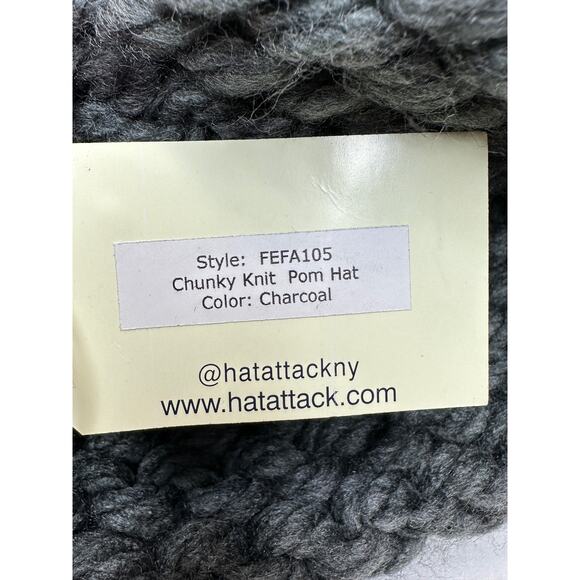 Style: FEFA105
Chunky Knit Pom Hat
Color: Charcoal
@hatattackny
www.hatattack.com